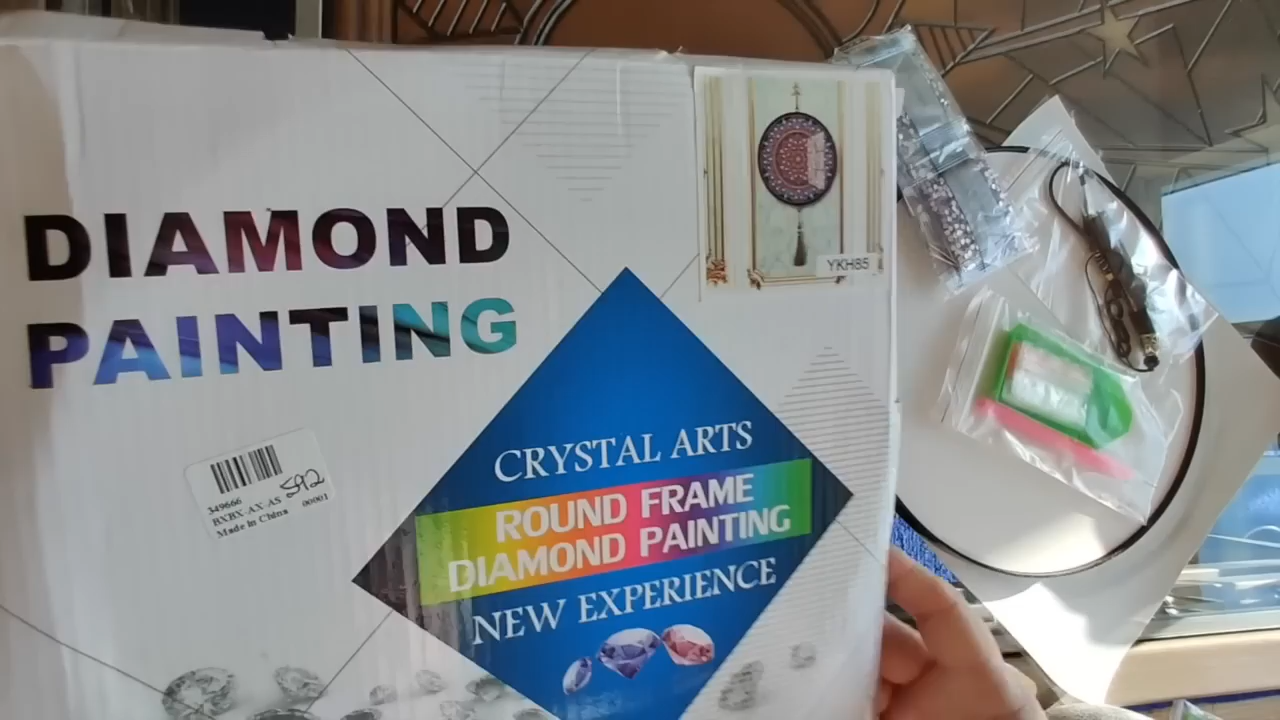 DIAMOND
PAINTING
YKH85
CRYSTAL ARTS
ROUND FRAME
DIAMOND PAINTING
NEW EXPERIENCE
592
349666
BXBX-AX-AS 00001
Made in China